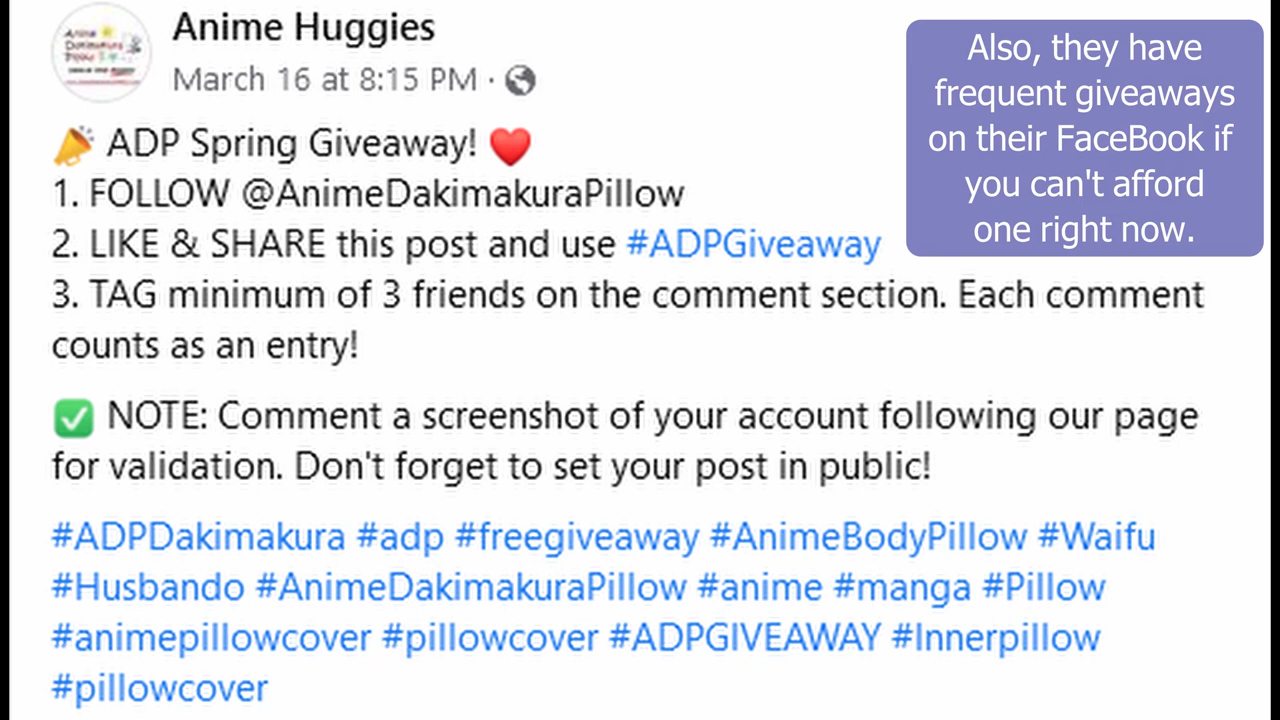 Anime Huggies
March 16 at 8:15 PM ·
📣 ADP Spring Giveaway! ❤️
1. FOLLOW @AnimeDakimakuraPillow
2. LIKE & SHARE this post and use #ADPGiveaway
3. TAG minimum of 3 friends on the comment section. Each comment
counts as an entry!
✅ NOTE: Comment a screenshot of your account following our page
for validation. Don't forget to set your post in public!
#ADPDakimakura #adp #freegiveaway #AnimeBodyPillow #Waifu
#Husbando #AnimeDakimakuraPillow #anime #manga #Pillow
#animepillowcover #pillowcover #ADPGIVEAWAY #Innerpillow
#pillowcover
Also, they have
frequent giveaways
on their FaceBook if
you can't afford
one right now.